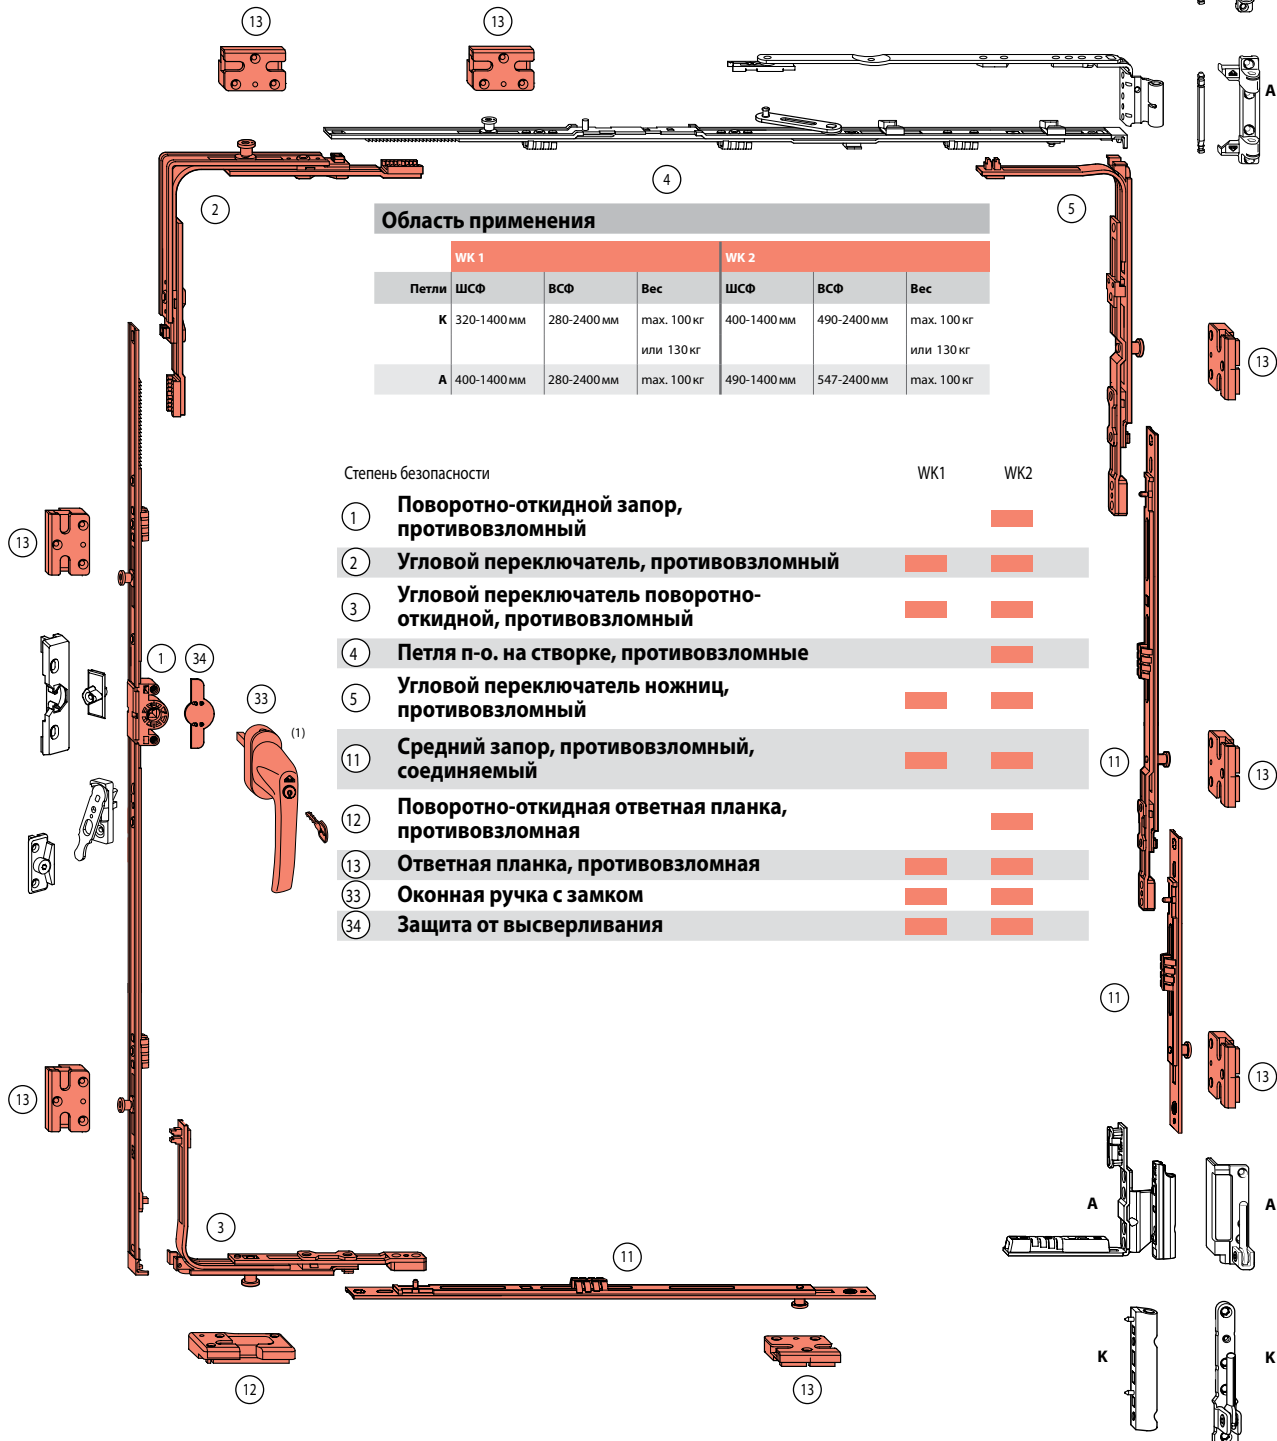 13
13
A
2
4
5
Область применения
WK 1 WK 2
Петли ШСФ ВСФ Вес ШСФ ВСФ Вес
K 320-1400 мм 280-2400 мм max. 100 кг 400-1400 мм 490-2400 мм max. 100 кг
или 130 кг или 130 кг
A 400-1400 мм 280-2400 мм max. 100 кг 490-1400 мм 547-2400 мм max. 100 кг
13
Степень безопасности WK1 WK2
1 Поворотно-откидной запор,
противовзломный
2 Угловой переключатель, противовзломный
3 Угловой переключатель поворотно-
откидной, противовзломный
4 Петля п-о. на створке, противовзломные
5 Угловой переключатель ножниц,
противовзломный
11 Средний запор, противовзломный,
соединяемый
12 Поворотно-откидная ответная планка,
противовзломная
13 Ответная планка, противовзломная
33 Оконная ручка с замком
34 Защита от высверливания
13
1
34
33
(1)
11
13
11
13
13
A
A
3
11
K
K
12
13